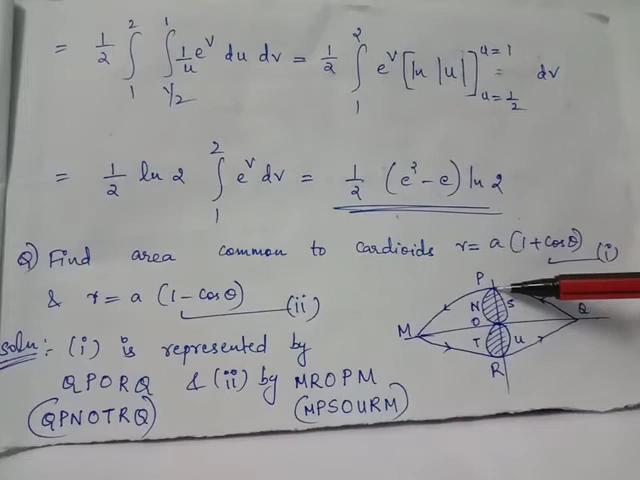 = 1/2 ∫₁² ∫_{1/2}^1 1/u e^v du dv = 1/2 ∫₁² e^v [ln |u|]_{u=1/2}^{u=1} dv
= 1/2 ln 2 ∫₁² e^v dv = 1/2 (e² - e) ln 2
Q) Find area common to cardioids r = a (1 + cosθ) (i)
& r = a (1 - cosθ) (ii)
P
N S
M O Q
T U
R
Soln:- (i) is represented by
QPORQ & (ii) by MROPM
(QPNOTRQ) (MPSOURM)